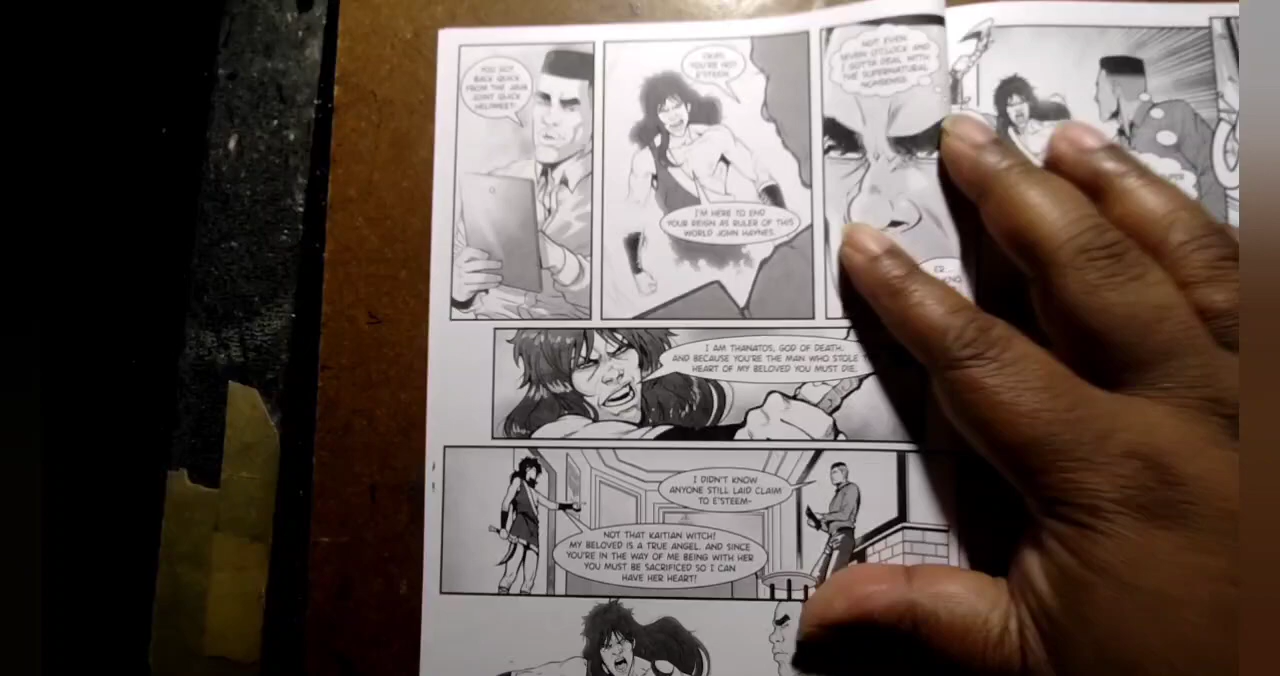 YOU GOT
BACK QUICK
FROM THE JAVA
JOINT QUICK
HELPMEET!
OKAY,
YOU'RE NOT
E'STEEM.
I'M HERE TO END
YOUR REIGN AS RULER OF THIS
WORLD JOHN HAYNES.
NOT EVEN
SEVEN O'CLOCK AND
I GOTTA DEAL WITH
THE SUPERNATURAL
NONSENSE.
ER...
I AM THANATOS, GOD OF DEATH.
AND BECAUSE YOU'RE THE MAN WHO STOLE
HEART OF MY BELOVED YOU MUST DIE.
I DIDN'T KNOW
ANYONE STILL LAID CLAIM
TO E'STEEM-
NOT THAT KAITIAN WITCH!
MY BELOVED IS A TRUE ANGEL. AND SINCE
YOU'RE IN THE WAY OF ME BEING WITH HER
YOU MUST BE SACRIFICED SO I CAN
HAVE HER HEART!